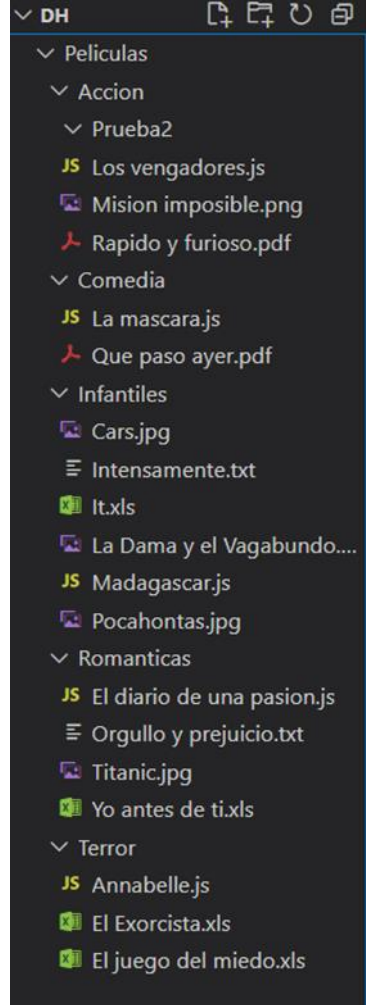 DH
Peliculas
Accion
Prueba2
JS Los vengadores.js
Mision imposible.png
Rapido y furioso.pdf
Comedia
JS La mascara.js
Que paso ayer.pdf
Infantiles
Cars.jpg
Intensamente.txt
It.xls
La Dama y el Vagabundo....
JS Madagascar.js
Pocahontas.jpg
Romanticas
JS El diario de una pasion.js
Orgullo y prejuicio.txt
Titanic.jpg
Yo antes de ti.xls
Terror
JS Annabelle.js
El Exorcista.xls
El juego del miedo.xls